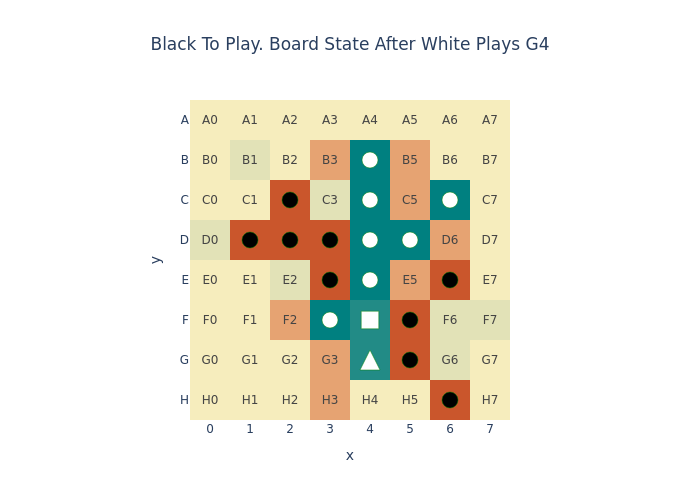 Black To Play. Board State After White Plays G4
A A0 A1 A2 A3 A4 A5 A6 A7
B B0 B1 B2 B3 B5 B6 B7
C C0 C1 C3 C5 C7
D D0 D6 D7
E E0 E1 E2 E5 E7
F F0 F1 F2 F6 F7
G G0 G1 G2 G3 G6 G7
H H0 H1 H2 H3 H4 H5 H7
0 1 2 3 4 5 6 7
x
y